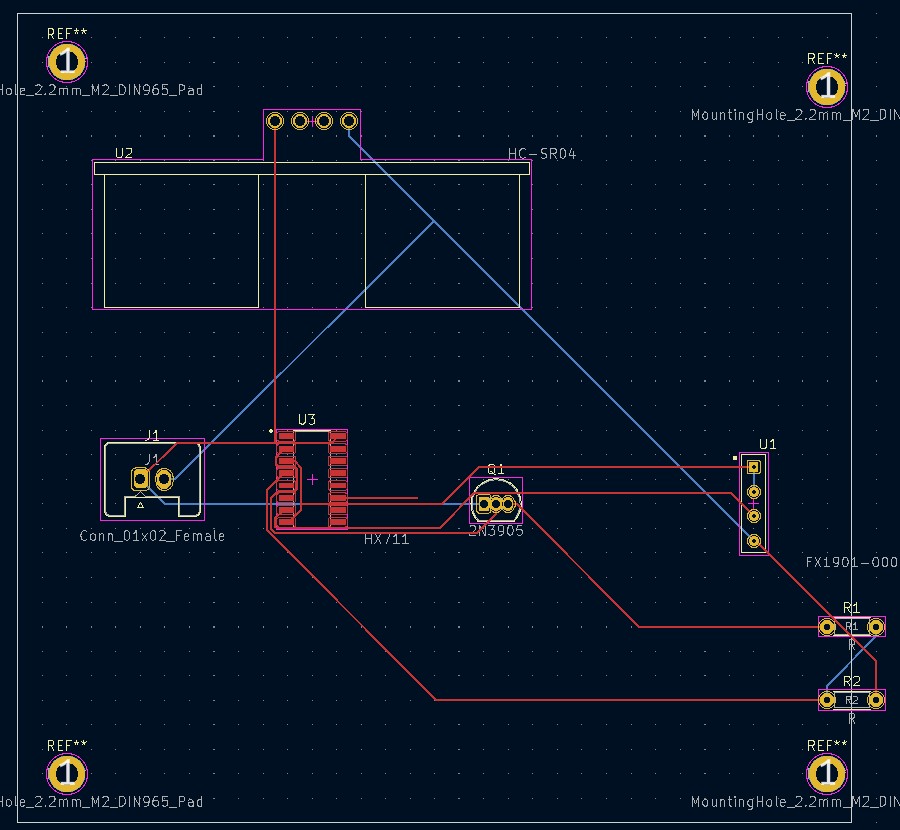 REF**
1
Hole_2.2mm_M2_DIN965_Pad
REF**
1
MountingHole_2.2mm_M2_DIN
U2
HC-SR04
J1
J1
Conn_01x02_Female
U3
HX711
Q1
2N3905
U1
FX1901-000
R1
R1
R
R2
R2
R
REF**
1
Hole_2.2mm_M2_DIN965_Pad
REF**
1
MountingHole_2.2mm_M2_DIN